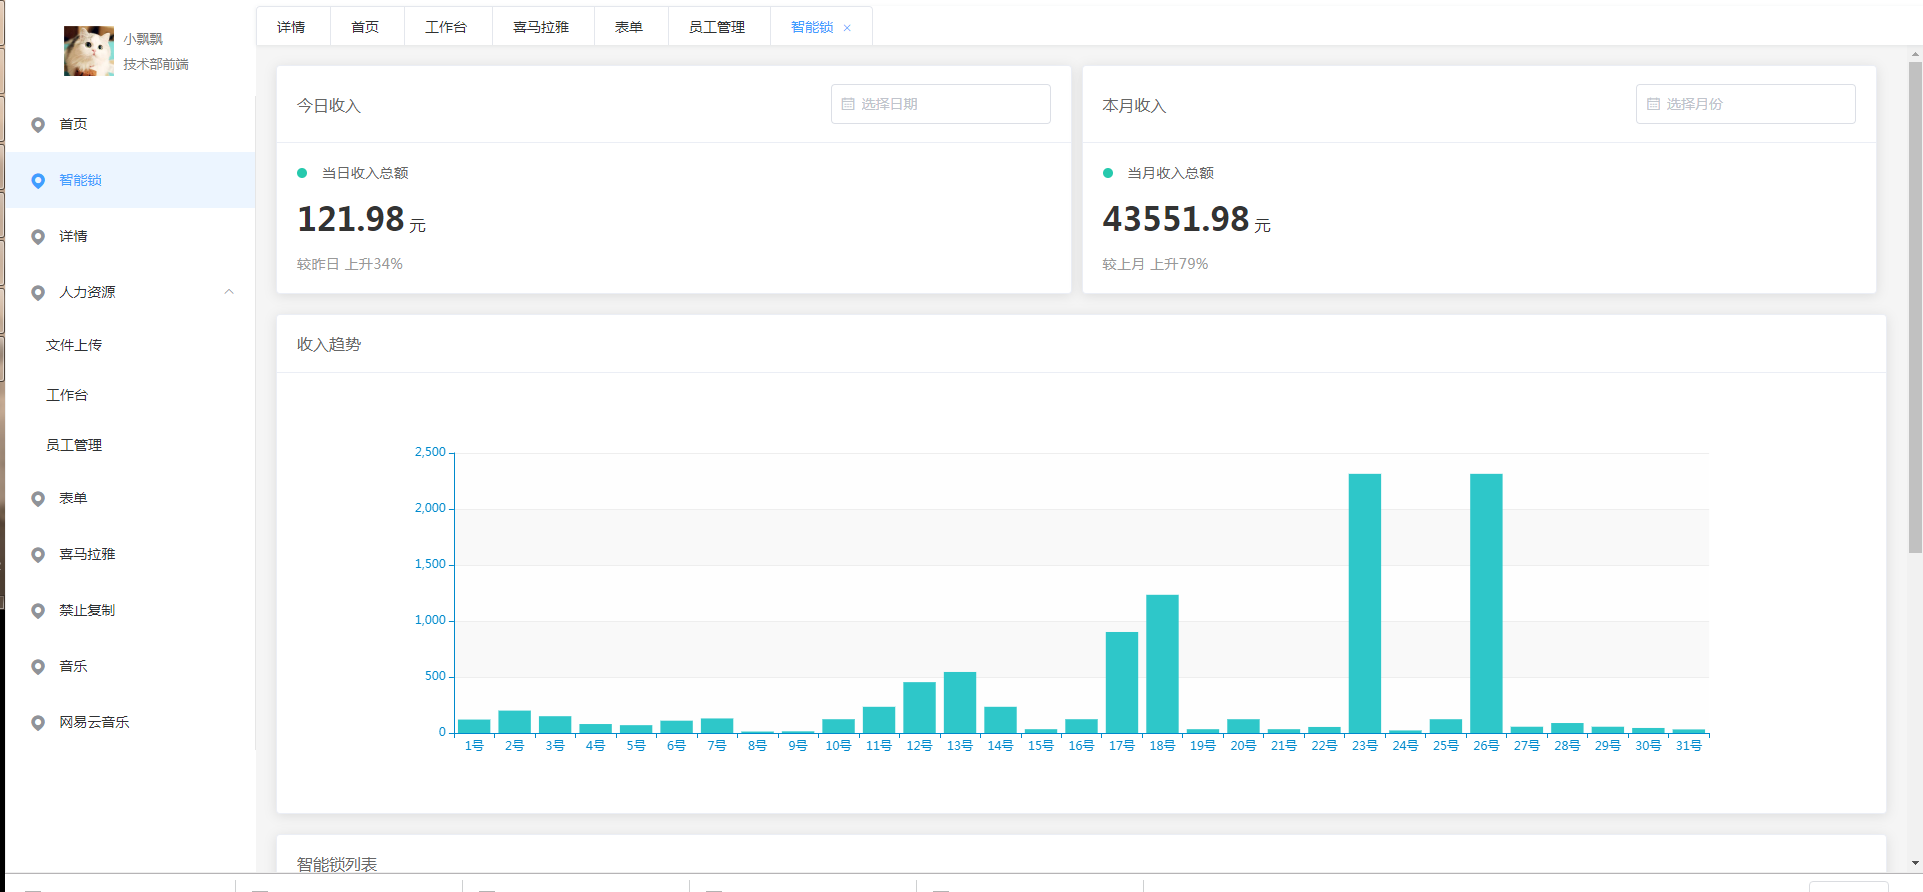 小飘飘
技术部前端
首页
智能锁
详情
人力资源
文件上传
工作台
员工管理
表单
喜马拉雅
禁止复制
音乐
网易云音乐
详情 首页 工作台 喜马拉雅 表单 员工管理 智能锁 ×
今日收入 选择日期
当日收入总额
121.98 元
较昨日 上升34%
本月收入 选择月份
当月收入总额
43551.98 元
较上月 上升79%
收入趋势
2,500
2,000
1,500
1,000
500
0
1号 2号 3号 4号 5号 6号 7号 8号 9号 10号 11号 12号 13号 14号 15号 16号 17号 18号 19号 20号 21号 22号 23号 24号 25号 26号 27号 28号 29号 30号 31号
智能锁列表